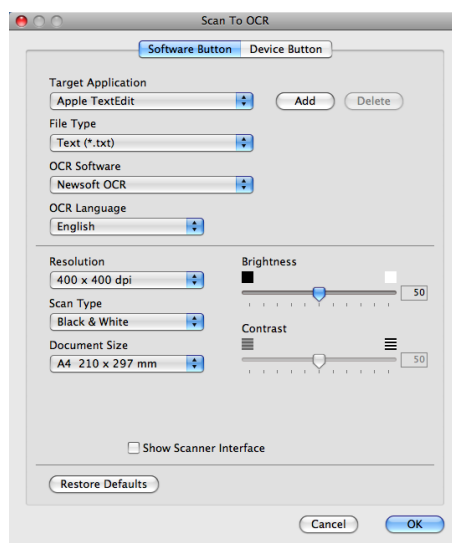 Scan To OCR
Software Button Device Button
Target Application
Apple TextEdit Add Delete
File Type
Text (*.txt)
OCR Software
Newsoft OCR
OCR Language
English
Resolution Brightness
400 x 400 dpi
50
Scan Type
Black & White
Contrast
Document Size
A4 210 x 297 mm 50
Show Scanner Interface
Restore Defaults
Cancel OK